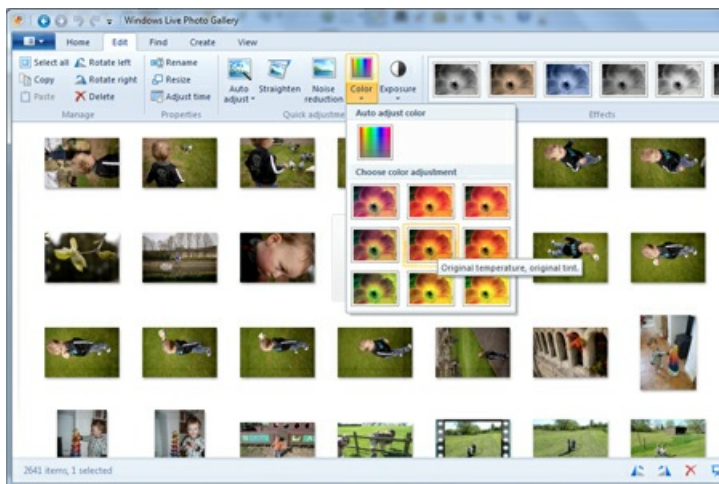 Windows Live Photo Gallery
Home Edit Find Create View
Select all Rotate left Rename
Copy Rotate right Resize
Paste Delete Adjust time
Auto adjust Straighten Noise reduction Color Exposure
Manage Properties Quick adjustme Effects
Auto adjust color
Choose color adjustment
Original temperature, original tint.
2641 items, 1 selected